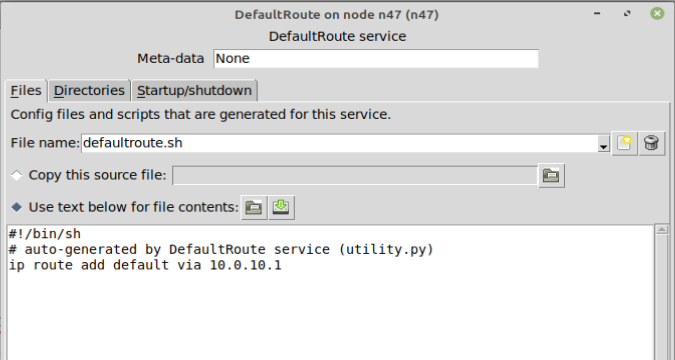 DefaultRoute on node n47 (n47)
DefaultRoute service
Meta-data None
Files Directories Startup/shutdown
Config files and scripts that are generated for this service.
File name: defaultroute.sh
Copy this source file:
Use text below for file contents:
#!/bin/sh
# auto-generated by DefaultRoute service (utility.py)
ip route add default via 10.0.10.1